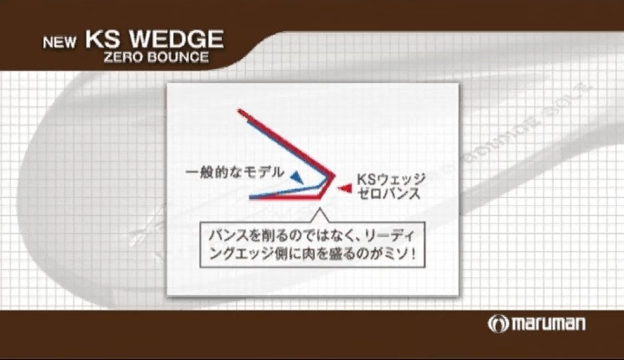 NEW KS WEDGE
ZERO BOUNCE
BOUNCE SOLE
一般的なモデル
KSウェッジ
ゼロバンス
バンスを削るのではなく、リーディ
ングエッジ側に肉を盛るのがミソ!
maruman